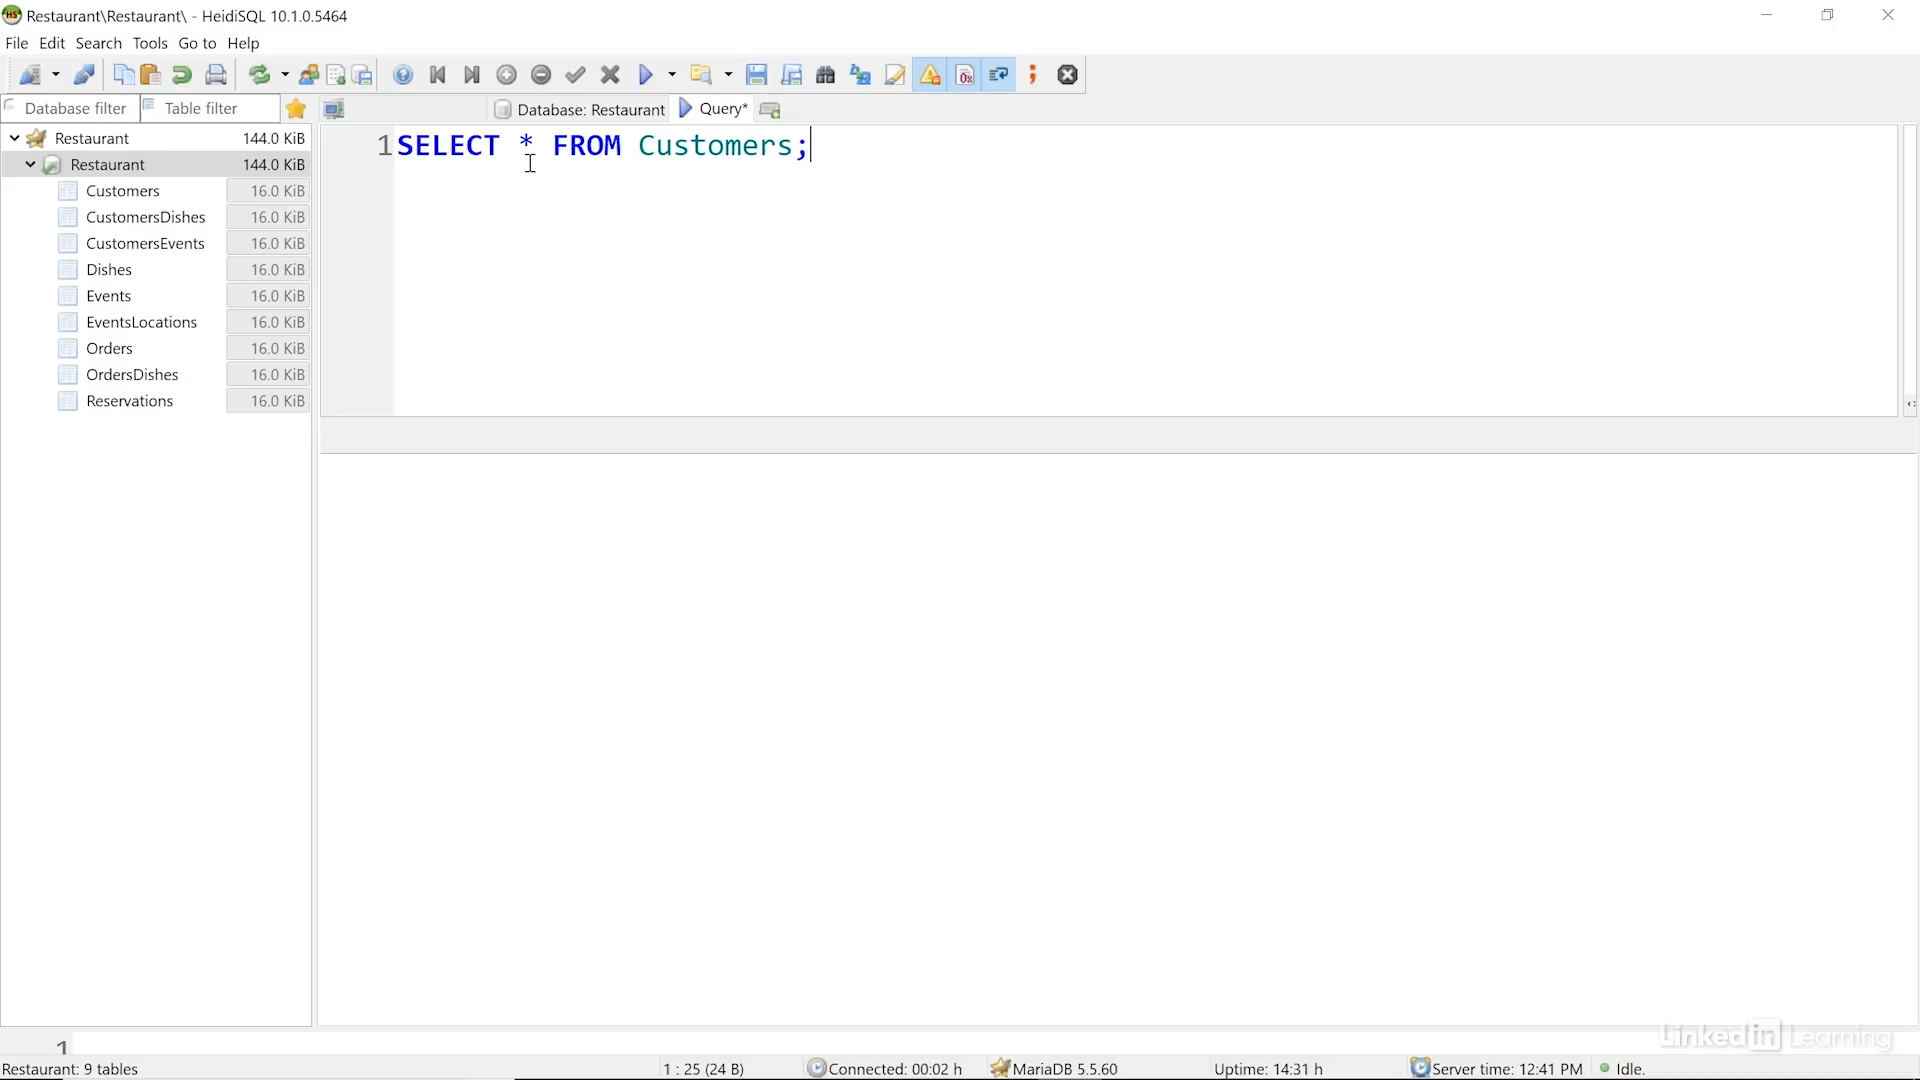 Restaurant\Restaurant\ - HeidiSQL 10.1.0.5464
File Edit Search Tools Go to Help
Database filter Table filter Database: Restaurant Query*
Restaurant 144.0 KiB
Restaurant 144.0 KiB
Customers 16.0 KiB
CustomersDishes 16.0 KiB
CustomersEvents 16.0 KiB
Dishes 16.0 KiB
Events 16.0 KiB
EventsLocations 16.0 KiB
Orders 16.0 KiB
OrdersDishes 16.0 KiB
Reservations 16.0 KiB
1 SELECT * FROM Customers;
1
LinkedIn Learning
Restaurant: 9 tables 1 : 25 (24 B) Connected: 00:02 h MariaDB 5.5.60 Uptime: 14:31 h Server time: 12:41 PM Idle.